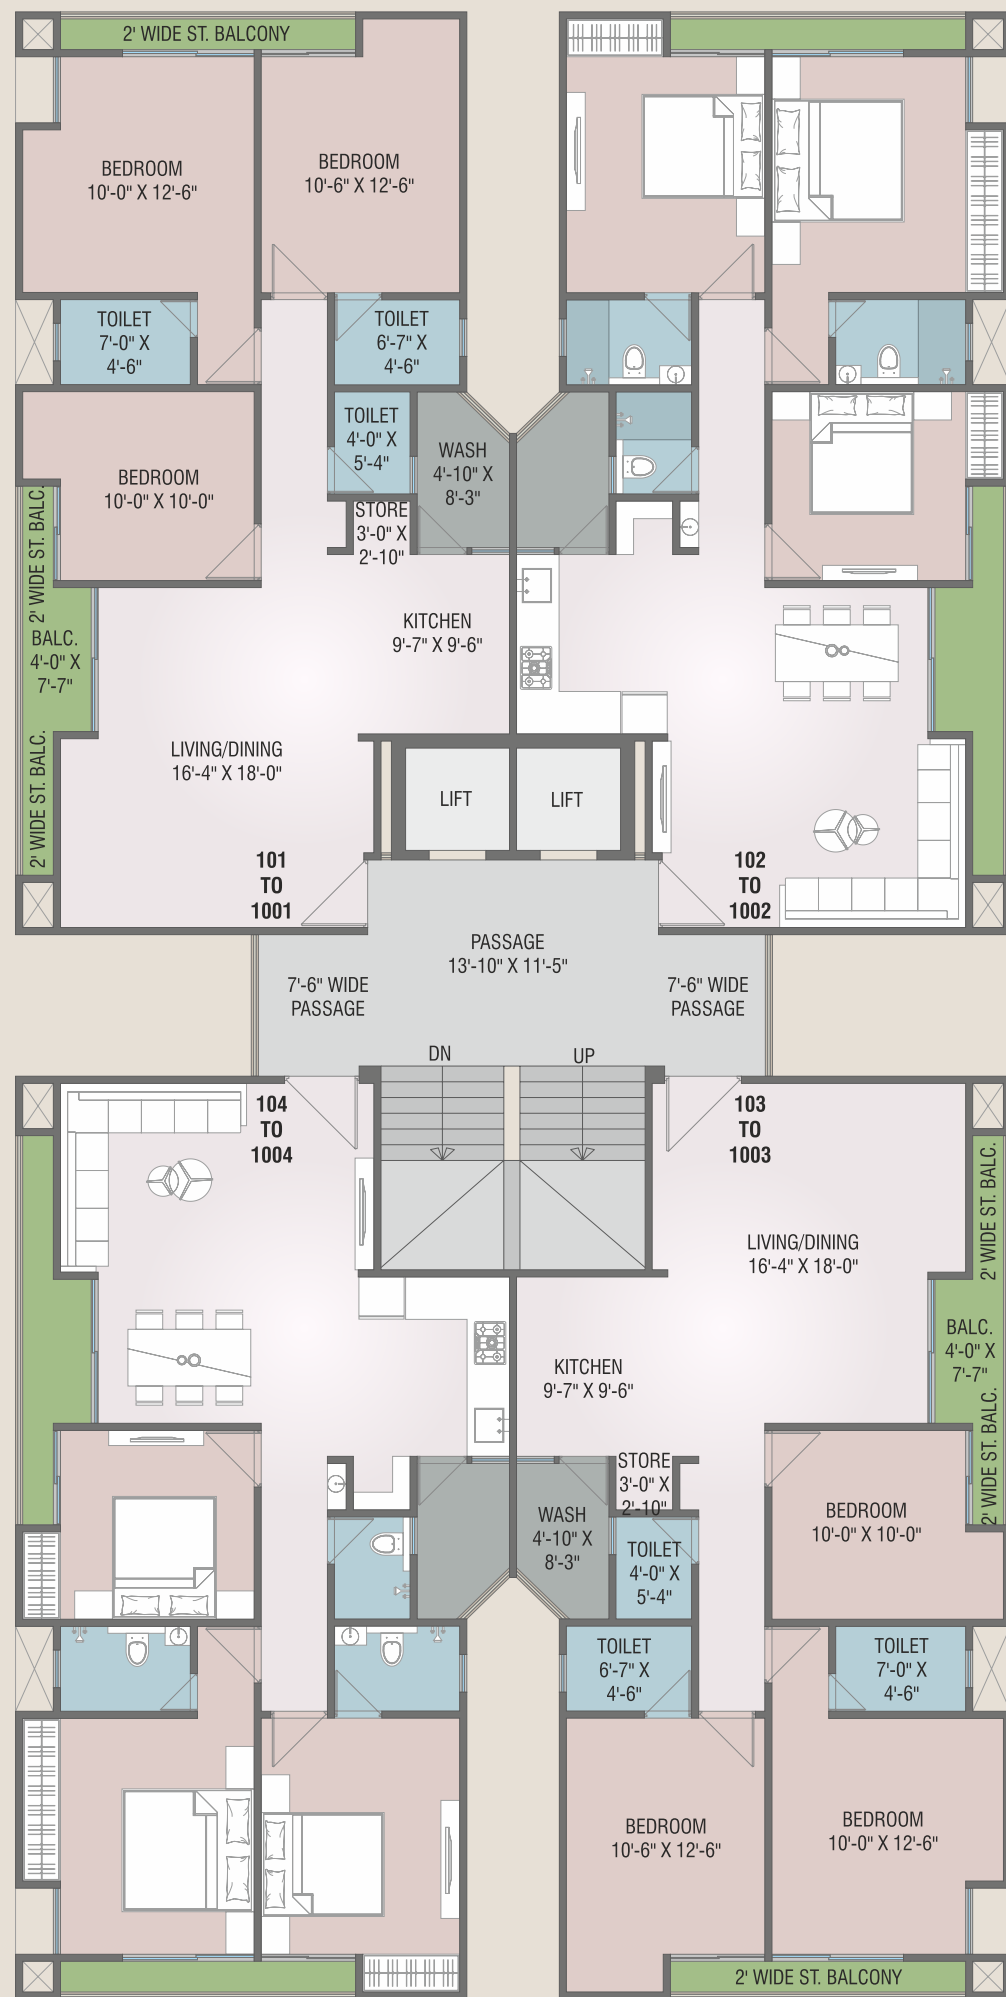 2' WIDE ST. BALCONY
BEDROOM
10'-0" X 12'-6"
BEDROOM
10'-6" X 12'-6"
TOILET
7'-0" X
4'-6"
TOILET
6'-7" X
4'-6"
TOILET
4'-0" X
5'-4"
WASH
4'-10" X
8'-3"
BEDROOM
10'-0" X 10'-0"
STORE
3'-0" X
2'-10"
2' WIDE ST. BALC.
BALC.
4'-0" X
7'-7"
2' WIDE ST. BALC.
KITCHEN
9'-7" X 9'-6"
LIVING/DINING
16'-4" X 18'-0"
LIFT
LIFT
101
TO
1001
102
TO
1002
PASSAGE
13'-10" X 11'-5"
7'-6" WIDE
PASSAGE
7'-6" WIDE
PASSAGE
DN
UP
104
TO
1004
103
TO
1003
LIVING/DINING
16'-4" X 18'-0"
2' WIDE ST. BALC.
BALC.
4'-0" X
7'-7"
2' WIDE ST. BALC.
KITCHEN
9'-7" X 9'-6"
STORE
3'-0" X
2'-10"
WASH
4'-10" X
8'-3"
BEDROOM
10'-0" X 10'-0"
TOILET
4'-0" X
5'-4"
TOILET
6'-7" X
4'-6"
TOILET
7'-0" X
4'-6"
BEDROOM
10'-6" X 12'-6"
BEDROOM
10'-0" X 12'-6"
2' WIDE ST. BALCONY